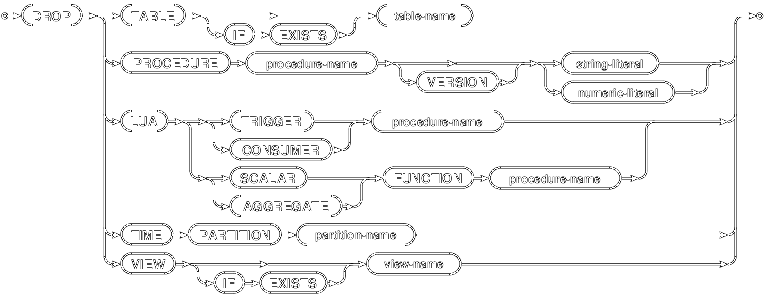 DROP TABLE table-name
IF EXISTS
PROCEDURE procedure-name string-literal
VERSION numeric-literal
LUA TRIGGER procedure-name
CONSUMER
SCALAR FUNCTION procedure-name
AGGREGATE
TIME PARTITION partition-name
VIEW view-name
IF EXISTS